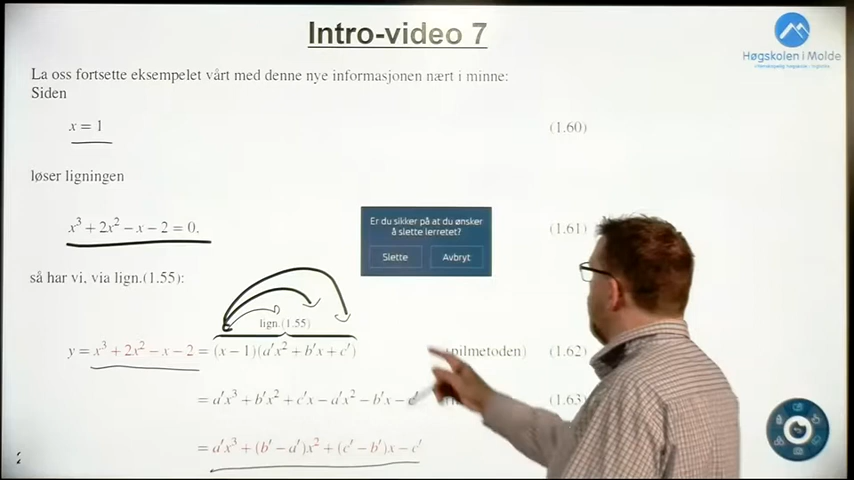 Intro-video 7
Høgskolen i Molde
La oss fortsette eksempelet vårt med denne nye informasjonen nært i minne:
Siden
x = 1 (1.60)
løser ligningen
x³ + 2x² − x − 2 = 0. (1.61)
Er du sikker på at du ønsker
å slette lerretet?
Slette Avbryt
så har vi, via lign.(1.55):
lign.(1.55)
y = x³ + 2x² − x − 2 = (x − 1)(a′x² + b′x + c′) pilmetoden) (1.62)
= a′x³ + b′x² + c′x − a′x² − b′x − c′ (1.63)
= a′x³ + (b′ − a′)x² + (c′ − b′)x − c′